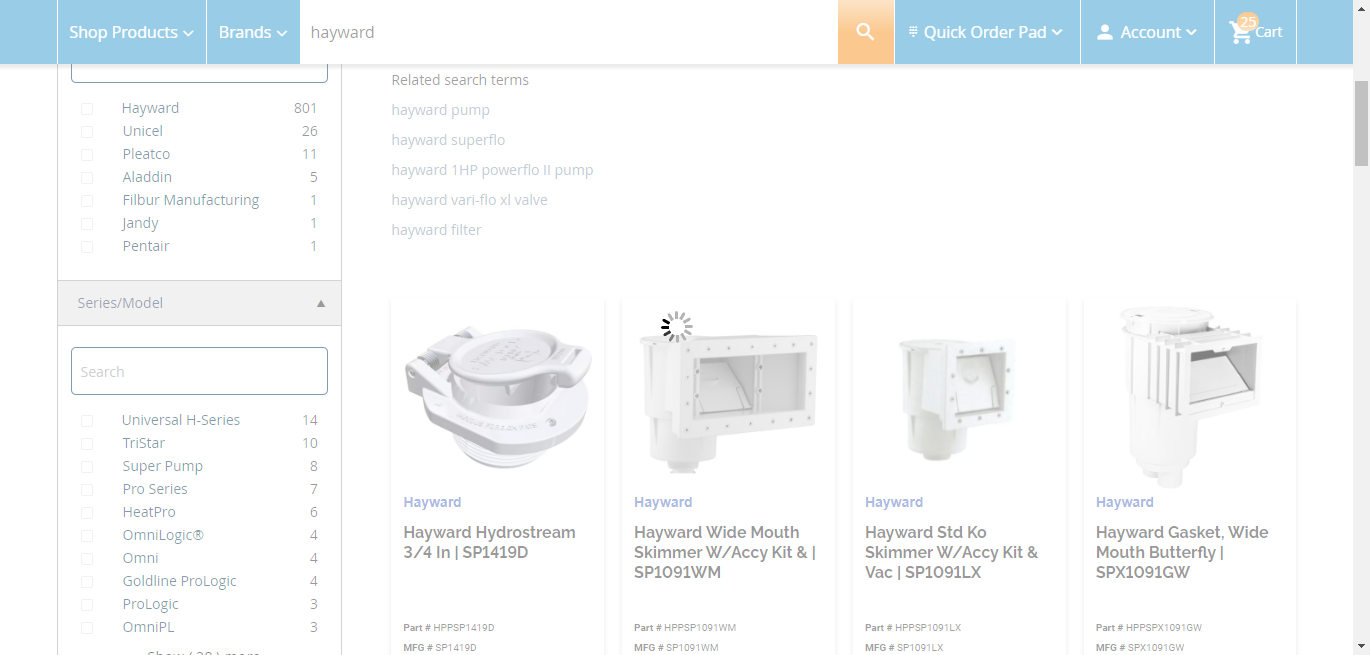 Shop Products
Brands
hayward
Quick Order Pad
Account
25
Cart
Hayward 801
Unicel 26
Pleatco 11
Aladdin 5
Filbur Manufacturing 1
Jandy 1
Pentair 1
Series/Model
Search
Universal H-Series 14
TriStar 10
Super Pump 8
Pro Series 7
HeatPro 6
OmniLogic® 4
Omni 4
Goldline ProLogic 4
ProLogic 3
OmniPL 3
Show ( 28 ) more
Related search terms
hayward pump
hayward superflo
hayward 1HP powerflo II pump
hayward vari-flo xl valve
hayward filter
Hayward
Hayward Hydrostream
3/4 In | SP1419D
Part # HPPSP1419D
MFG # SP1419D
Hayward
Hayward Wide Mouth
Skimmer W/Accy Kit & |
SP1091WM
Part # HPPSP1091WM
MFG # SP1091WM
Hayward
Hayward Std Ko
Skimmer W/Accy Kit &
Vac | SP1091LX
Part # HPPSP1091LX
MFG # SP1091LX
Hayward
Hayward Gasket, Wide
Mouth Butterfly |
SPX1091GW
Part # HPPSPX1091GW
MFG # SPX1091GW